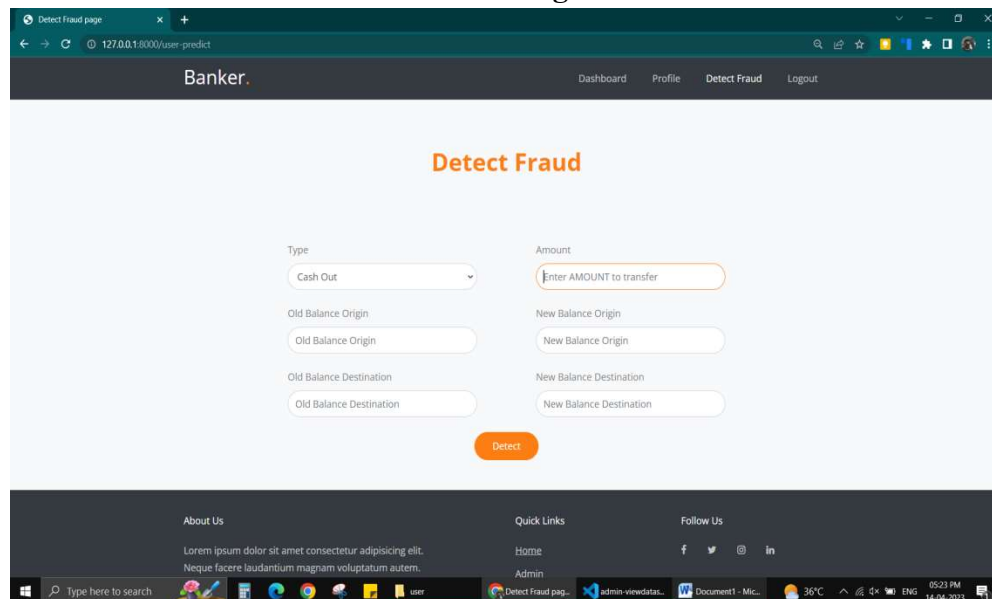 Detect Fraud page
127.0.0.1:8000/user-predict
Banker.
Dashboard Profile Detect Fraud Logout
Detect Fraud
Type Amount
Cash Out Enter AMOUNT to transfer
Old Balance Origin New Balance Origin
Old Balance Origin New Balance Origin
Old Balance Destination New Balance Destination
Old Balance Destination New Balance Destination
Detect
About Us Quick Links Follow Us
Lorem ipsum dolor sit amet consectetur adipisicing elit. Home
Neque facere laudantium magnam voluptatum autem. Admin
Type here to search user Detect Fraud pag... admin-viewdatas... Document1 - Mic... 36°C ENG 05:23 PM
14-04-2023